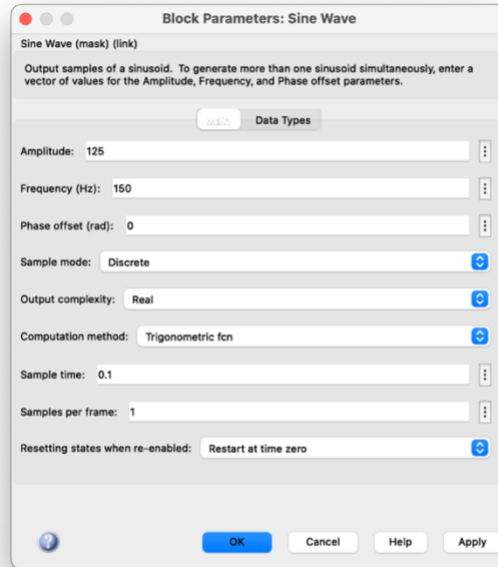 Block Parameters: Sine Wave
Sine Wave (mask) (link)
Output samples of a sinusoid. To generate more than one sinusoid simultaneously, enter a
vector of values for the Amplitude, Frequency, and Phase offset parameters.
Main Data Types
Amplitude: 125
Frequency (Hz): 150
Phase offset (rad): 0
Sample mode: Discrete
Output complexity: Real
Computation method: Trigonometric fcn
Sample time: 0.1
Samples per frame: 1
Resetting states when re-enabled: Restart at time zero
? OK Cancel Help Apply